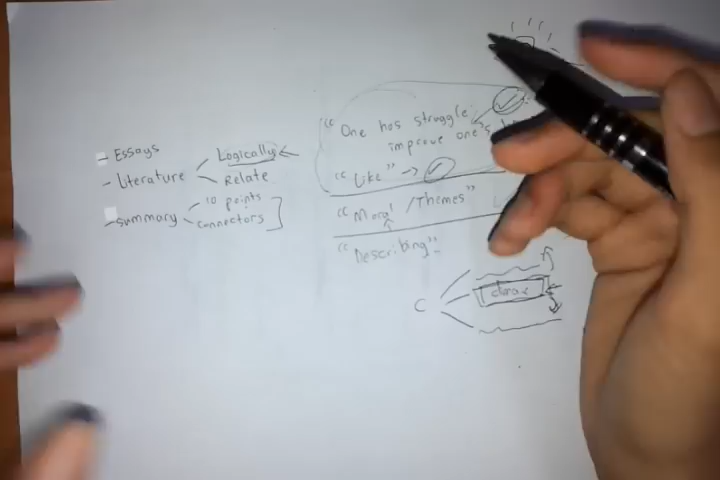 - Essays
- Literature
Logically
Relate
- summary
10 points
connectors
"One has struggle
improve one's
"Like" →
"Moral /Themes"
"Describing"
C